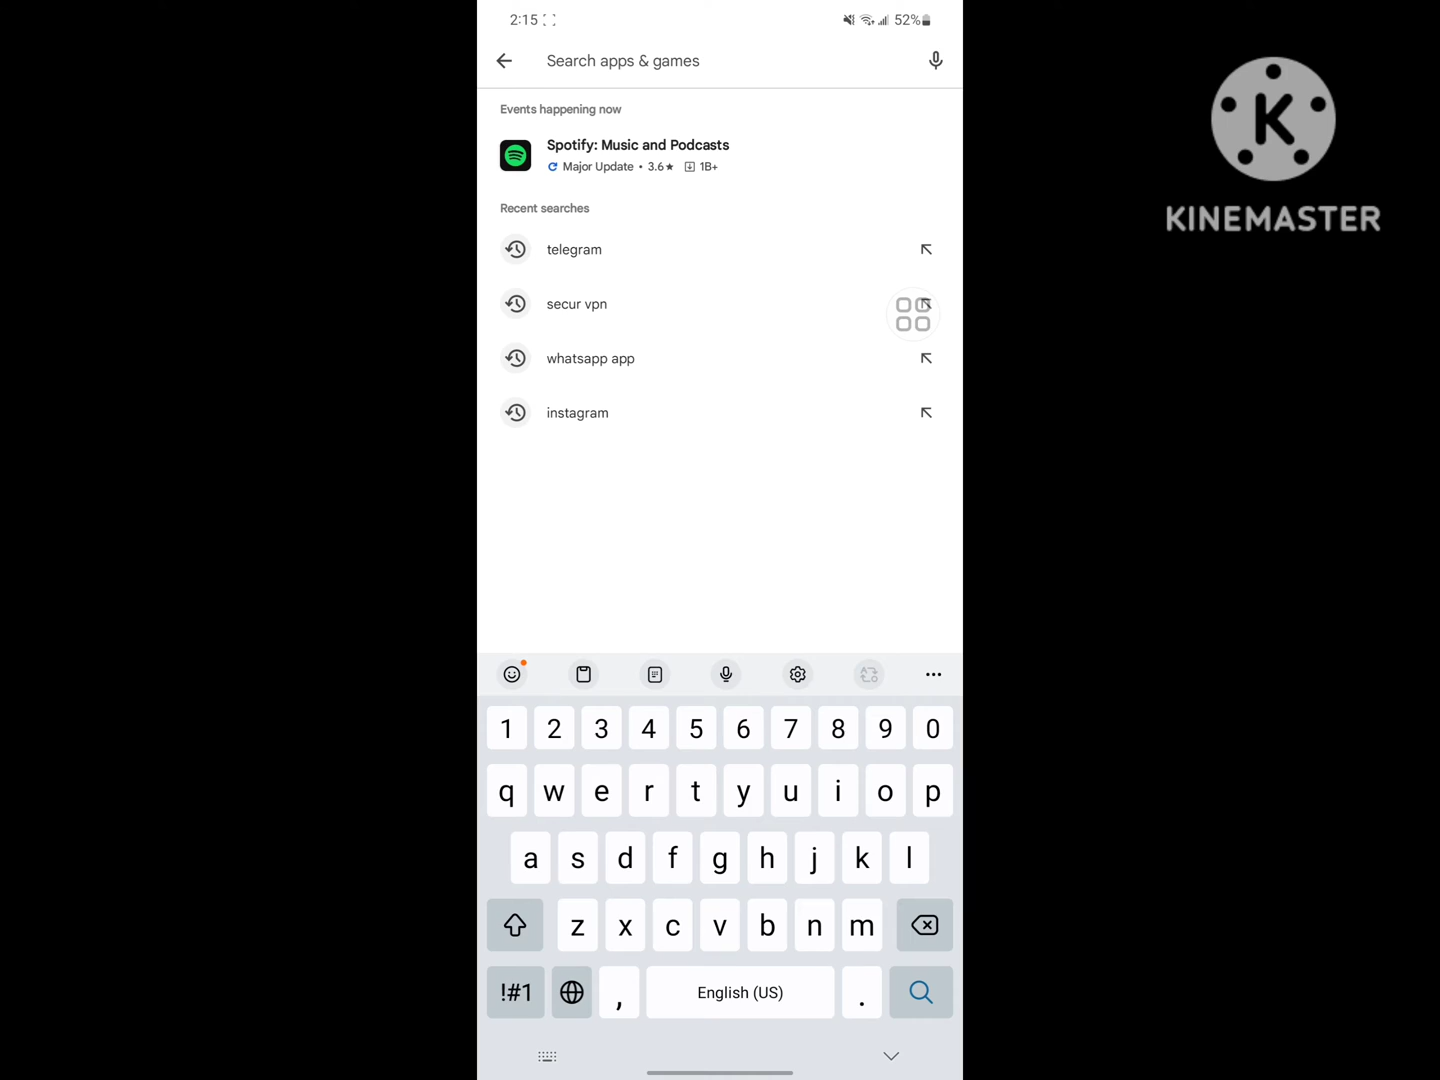 2:15
52%
Search apps & games
Events happening now
Spotify: Music and Podcasts
Major Update • 3.6★ 1B+
Recent searches
telegram
secur vpn
whatsapp app
instagram
1 2 3 4 5 6 7 8 9 0
q w e r t y u i o p
a s d f g h j k l
z x c v b n m
!#1 , English (US) .
K
KINEMASTER